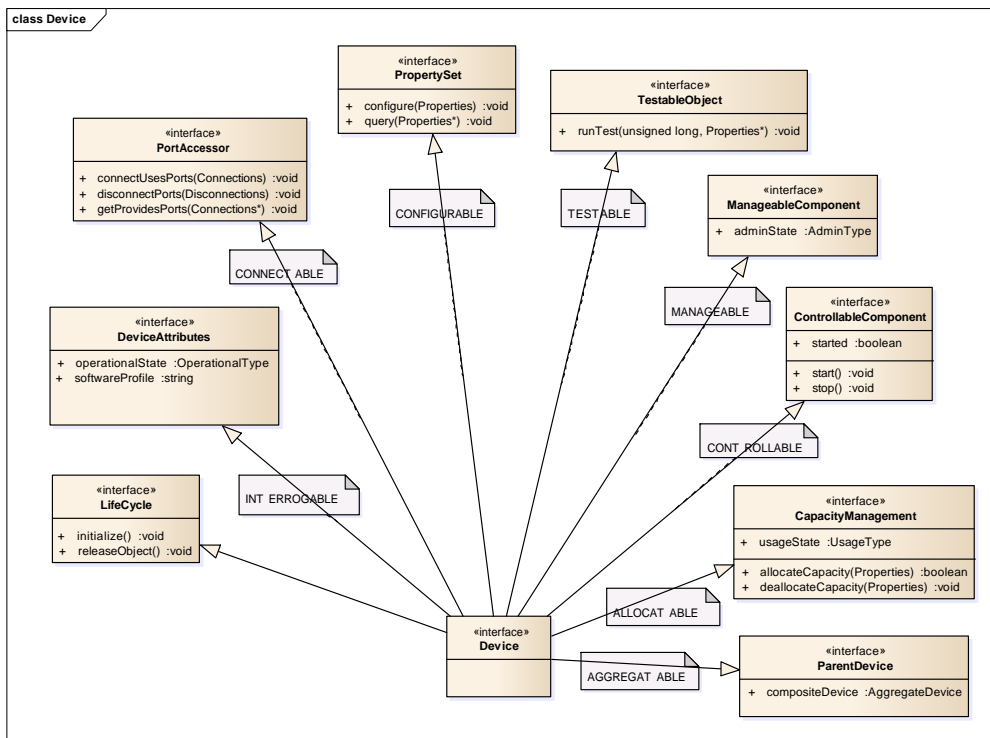 class Device
«interface»
PropertySet
+ configure(Properties) :void
+ query(Properties*) :void
«interface»
TestableObject
+ runTest(unsigned long, Properties*) :void
«interface»
PortAccessor
+ connectUsesPorts(Connections) :void
+ disconnectPorts(Disconnections) :void
+ getProvidesPorts(Connections*) :void
«interface»
ManageableComponent
+ adminState :AdminType
CONFIGURABLE
TESTABLE
CONNECT ABLE
MANAGEABLE
«interface»
ControllableComponent
+ started :boolean
+ start() :void
+ stop() :void
«interface»
DeviceAttributes
+ operationalState :OperationalType
+ softwareProfile :string
CONT ROLLABLE
INT ERROGABLE
«interface»
LifeCycle
+ initialize() :void
+ releaseObject() :void
«interface»
CapacityManagement
+ usageState :UsageType
+ allocateCapacity(Properties) :boolean
+ deallocateCapacity(Properties) :void
ALLOCAT ABLE
«interface»
Device
AGGREGAT ABLE
«interface»
ParentDevice
+ compositeDevice :AggregateDevice